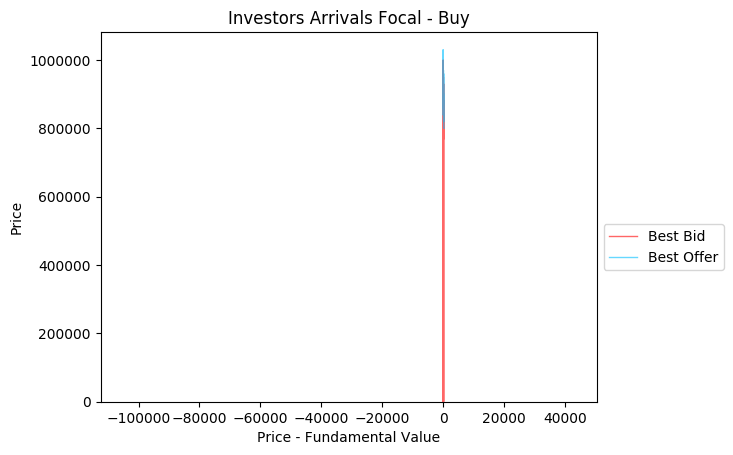 Investors Arrivals Focal - Buy
1000000
800000
600000
400000
200000
0
Price
−100000 −80000 −60000 −40000 −20000 0 20000 40000
Price - Fundamental Value
Best Bid
Best Offer